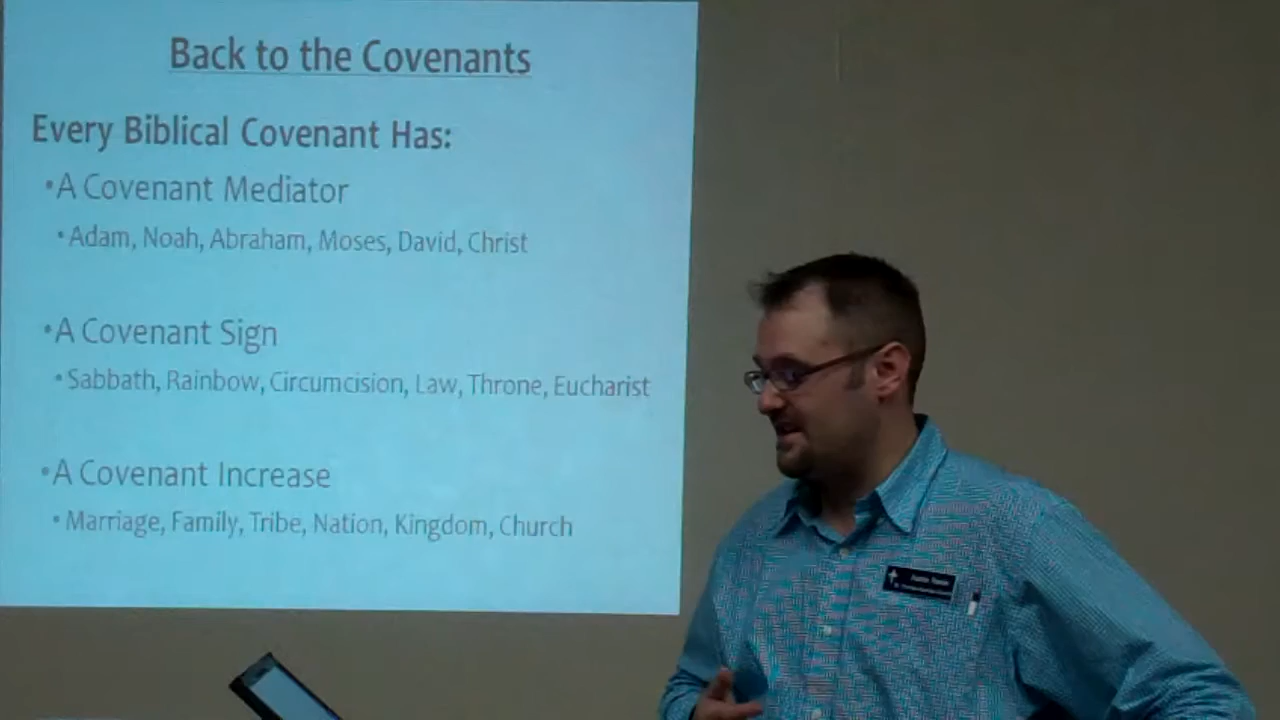 Back to the Covenants
Every Biblical Covenant Has:
•A Covenant Mediator
•Adam, Noah, Abraham, Moses, David, Christ
•A Covenant Sign
•Sabbath, Rainbow, Circumcision, Law, Throne, Eucharist
•A Covenant Increase
•Marriage, Family, Tribe, Nation, Kingdom, Church